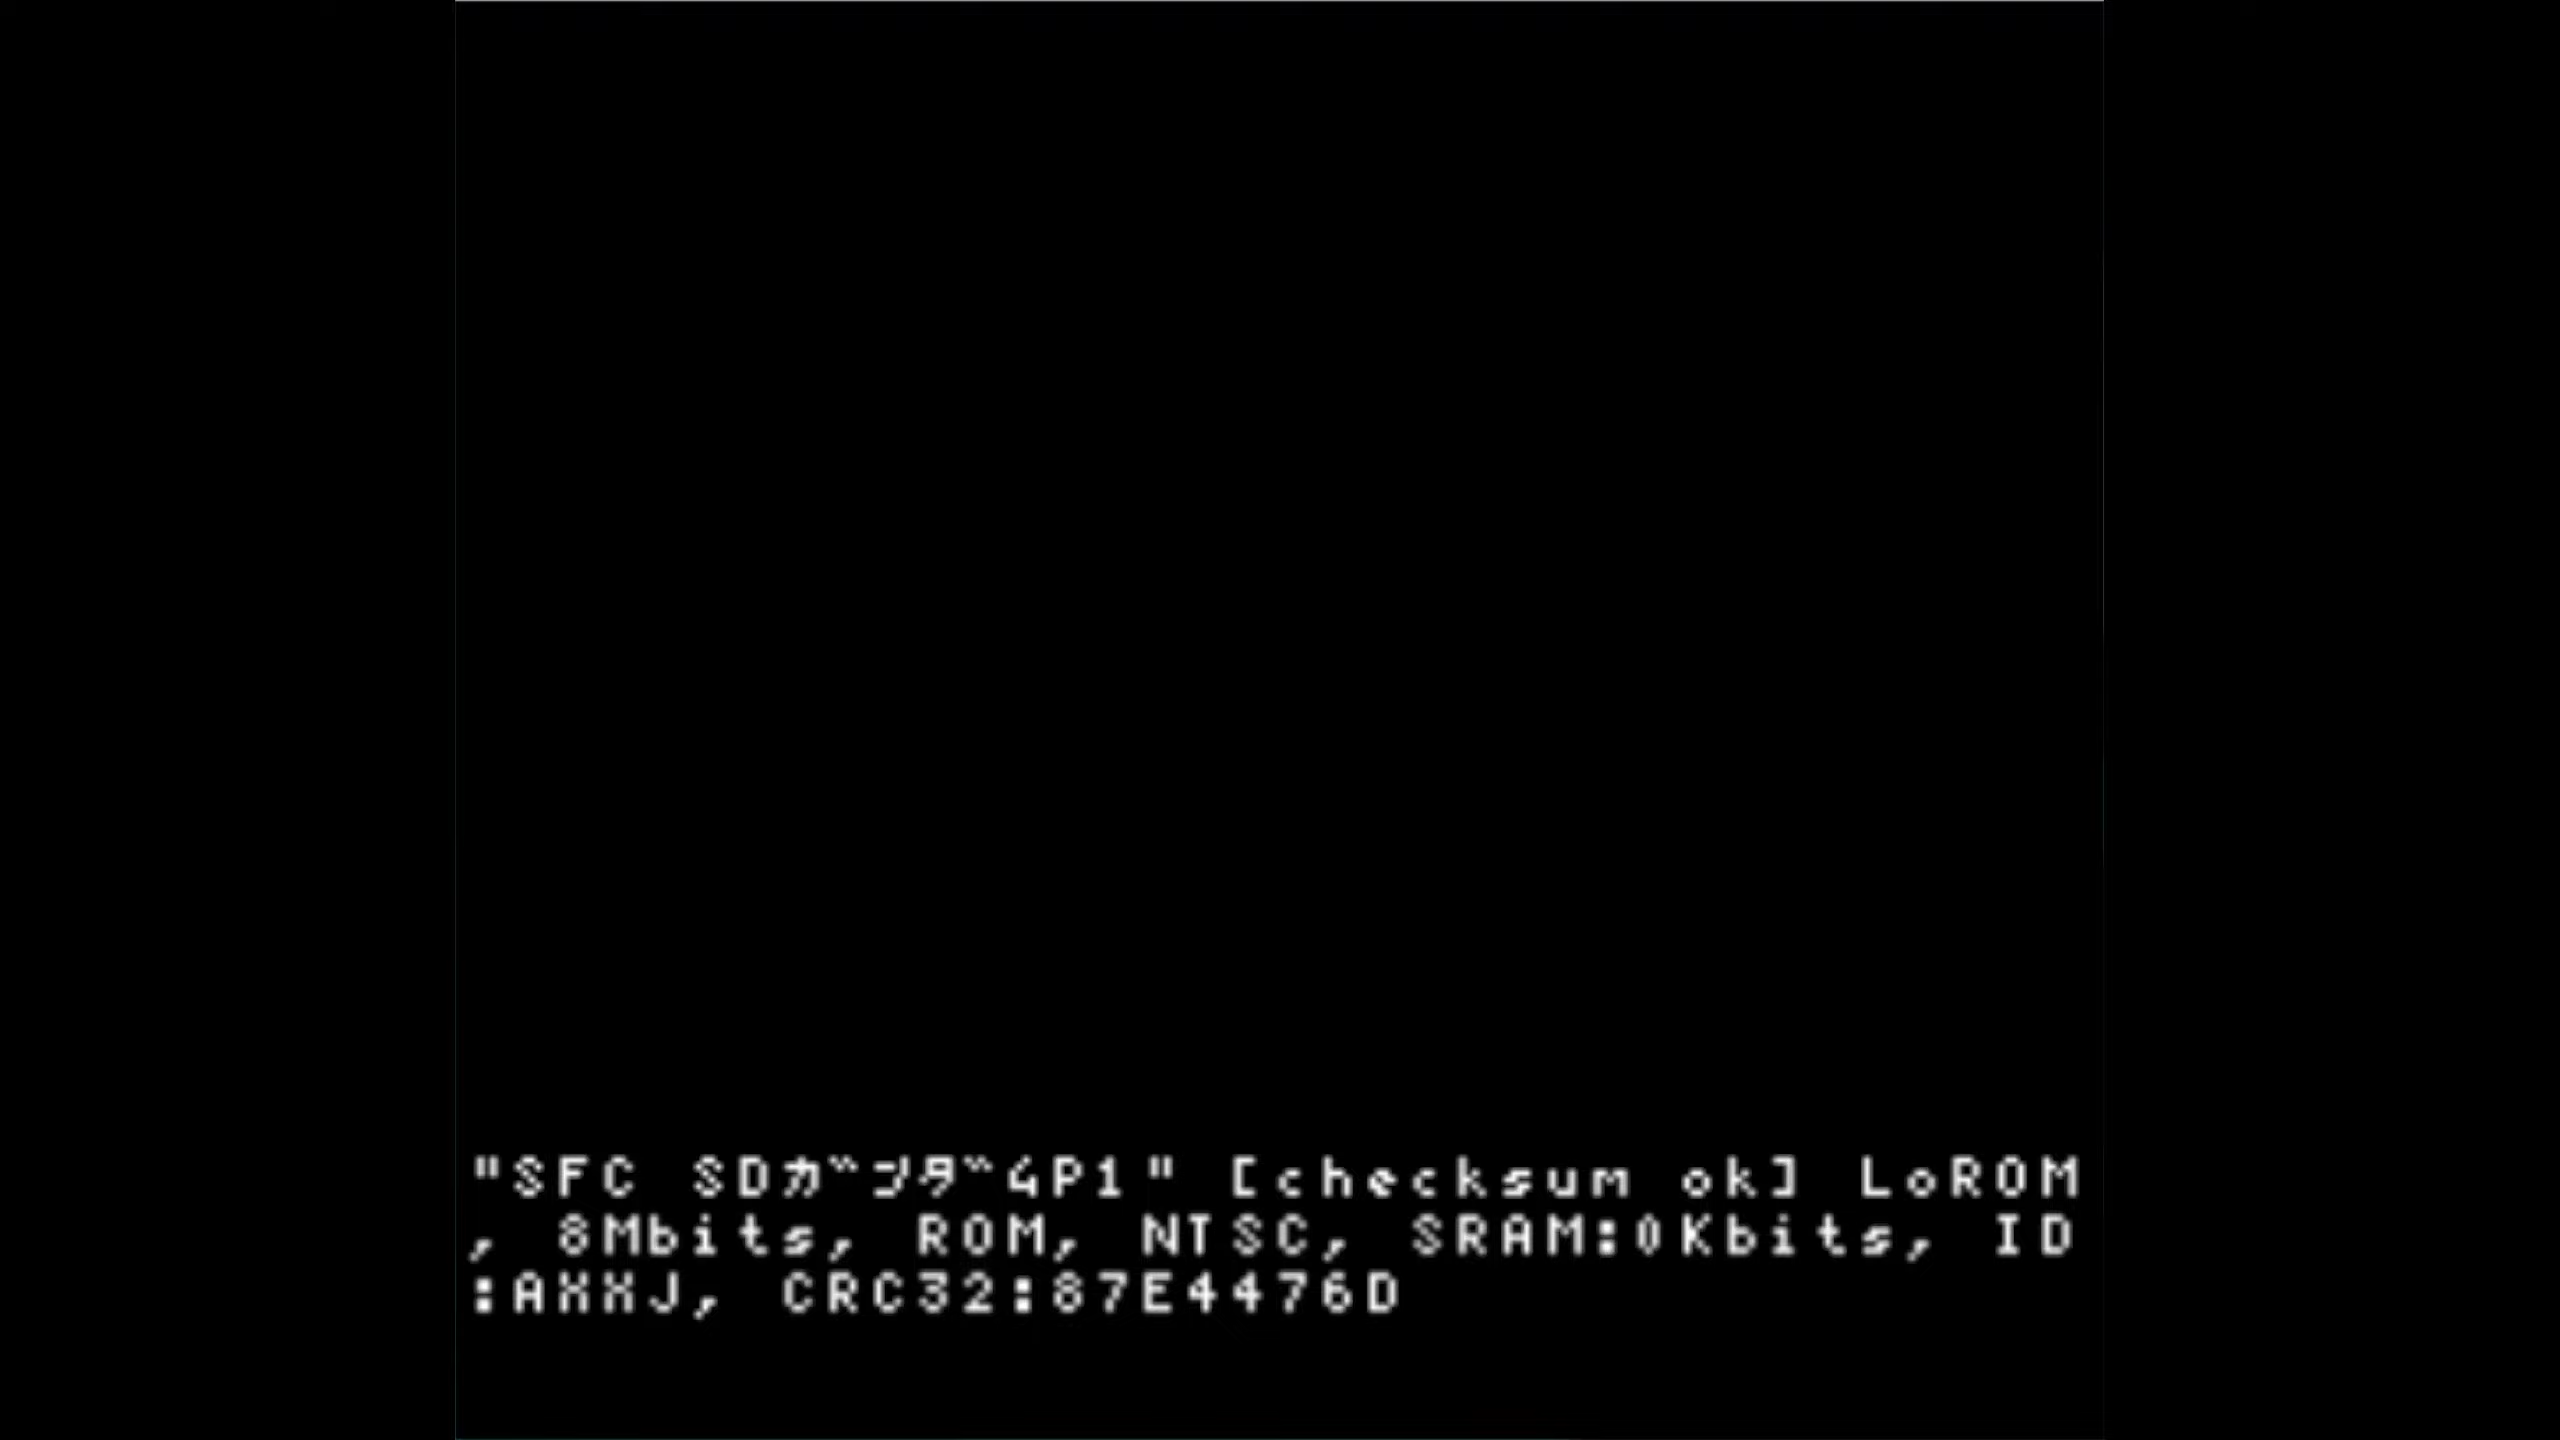 "SFC SDガンダムP1" [checksum ok] LoROM
, 8Mbits, ROM, NTSC, SRAM:0Kbits, ID
:AXXJ, CRC32:87E4476D